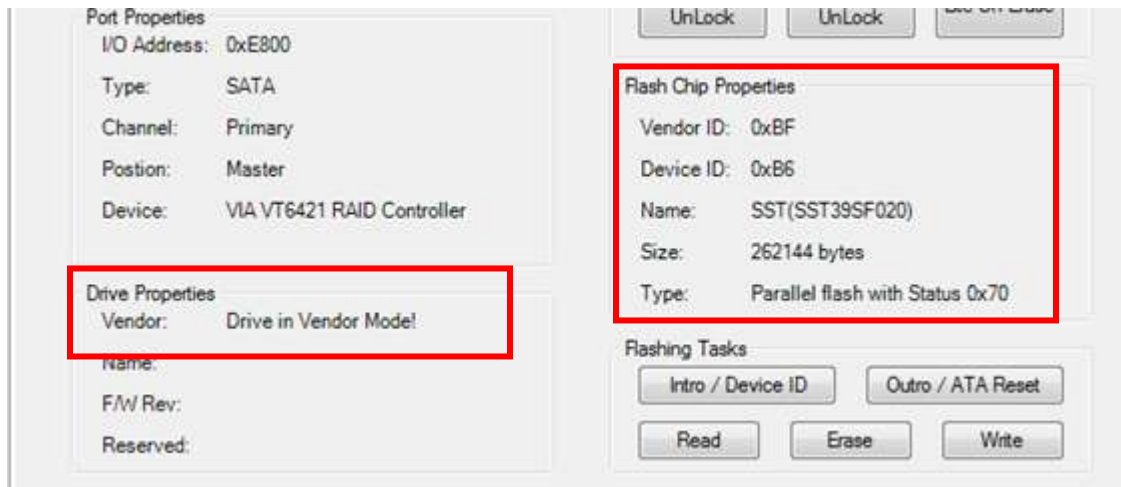 Port Properties
I/O Address: 0xE800
Type: SATA
Channel: Primary
Postion: Master
Device: VIA VT6421 RAID Controller
Drive Properties
Vendor: Drive in Vendor Mode!
Name:
F/W Rev:
Reserved:
UnLock UnLock Erase
Flash Chip Properties
Vendor ID: 0xBF
Device ID: 0xB6
Name: SST(SST39SF020)
Size: 262144 bytes
Type: Parallel flash with Status 0x70
Flashing Tasks
Intro / Device ID Outro / ATA Reset
Read Erase Write